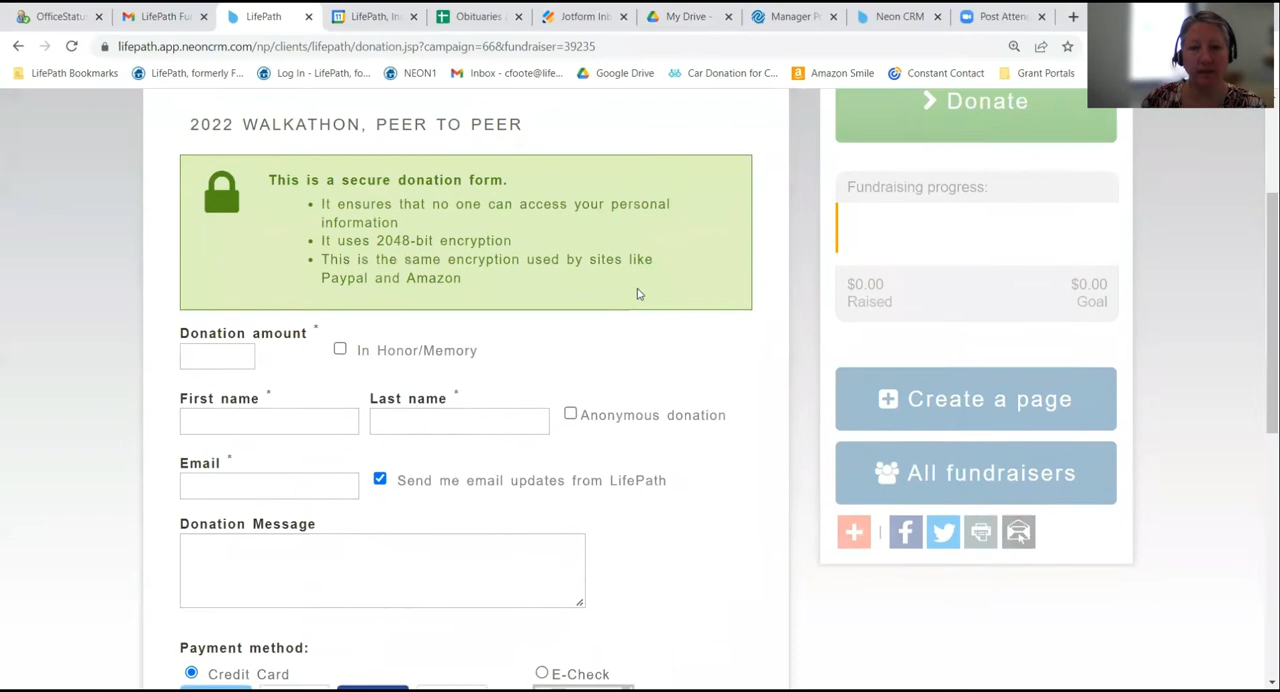 OfficeStatu
LifePath Fu
LifePath
LifePath, In
Obituaries
Jotform Inb
My Drive -
Manager P
Neon CRM
Post Atten
lifepath.app.neoncrm.com/np/clients/lifepath/donation.jsp?campaign=66&fundraiser=39235
LifePath Bookmarks
LifePath, formerly F...
Log In - LifePath, fo...
NEON1
Inbox - cfoote@life...
Google Drive
Car Donation for C...
Amazon Smile
Constant Contact
Grant Portals
2022 WALKATHON, PEER TO PEER
This is a secure donation form.
• It ensures that no one can access your personal
information
• It uses 2048-bit encryption
• This is the same encryption used by sites like
Paypal and Amazon
Donation amount *
In Honor/Memory
First name *
Last name *
Anonymous donation
Email *
Send me email updates from LifePath
Donation Message
Payment method:
Credit Card
E-Check
Donate
Fundraising progress:
$0.00
Raised
$0.00
Goal
Create a page
All fundraisers